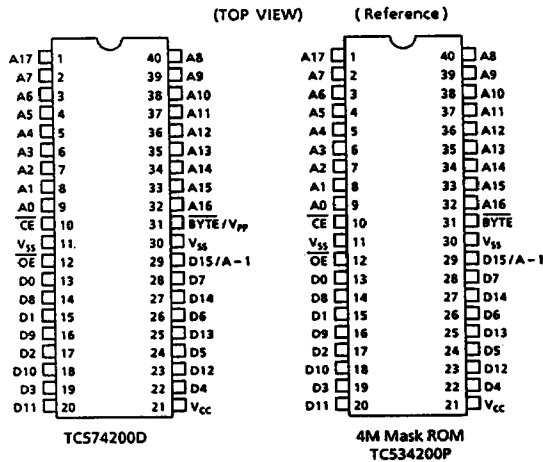 (TOP VIEW) (Reference)
A17 1 40 A8 A17 1 40 A8
A7 2 39 A9 A7 2 39 A9
A6 3 38 A10 A6 3 38 A10
A5 4 37 A11 A5 4 37 A11
A4 5 36 A12 A4 5 36 A12
A3 6 35 A13 A3 6 35 A13
A2 7 34 A14 A2 7 34 A14
A1 8 33 A15 A1 8 33 A15
A0 9 32 A16 A0 9 32 A16
C̅E̅ 10 31 B̅Y̅T̅E̅/VPP C̅E̅ 10 31 B̅Y̅T̅E̅
VSS 11. 30 VSS VSS 11 30 VSS
O̅E̅ 12 29 D15/A-1 O̅E̅ 12 29 D15/A-1
D0 13 28 D7 D0 13 28 D7
D8 14 27 D14 D8 14 27 D14
D1 15 26 D6 D1 15 26 D6
D9 16 25 D13 D9 16 25 D13
D2 17 24 D5 D2 17 24 D5
D10 18 23 D12 D10 18 23 D12
D3 19 22 D4 D3 19 22 D4
D11 20 21 VCC D11 20 21 VCC
TC574200D 4M Mask ROM
TC534200P